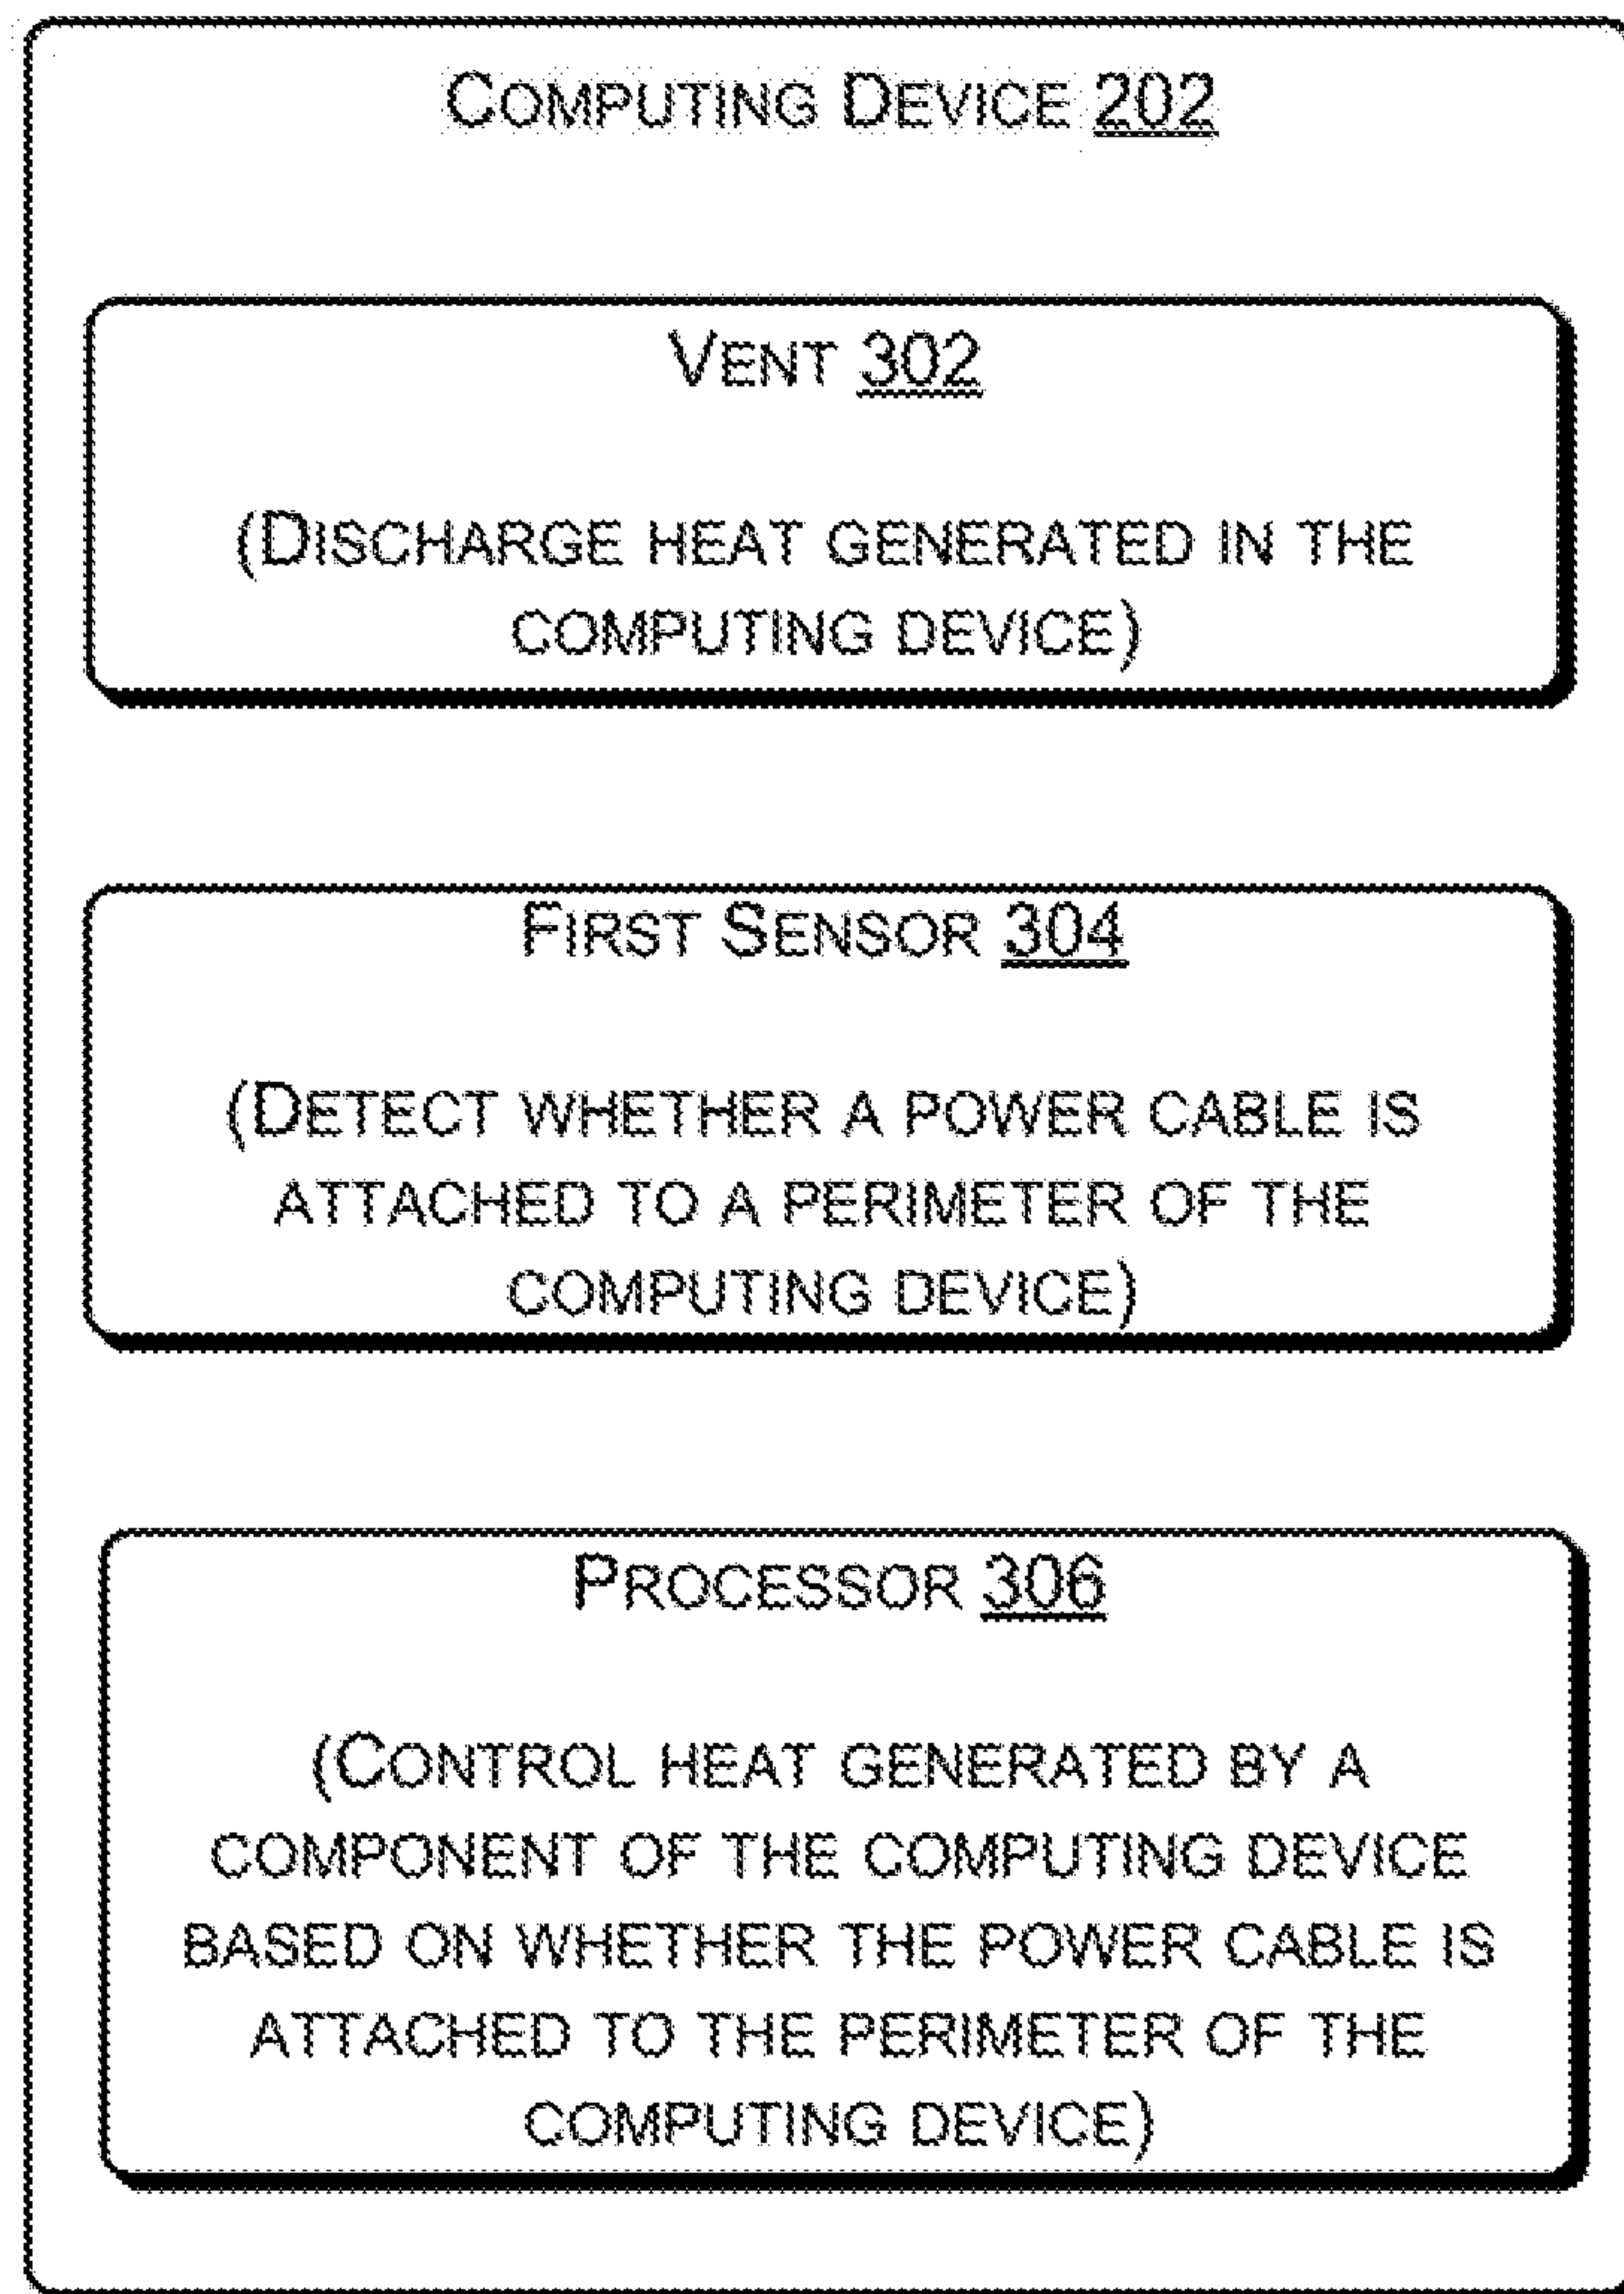 COMPUTING DEVICE 202
VENT 302
(DISCHARGE HEAT GENERATED IN THE
COMPUTING DEVICE)
FIRST SENSOR 304
(DETECT WHETHER A POWER CABLE IS
ATTACHED TO A PERIMETER OF THE
COMPUTING DEVICE)
PROCESSOR 306
(CONTROL HEAT GENERATED BY A
COMPONENT OF THE COMPUTING DEVICE
BASED ON WHETHER THE POWER CABLE IS
ATTACHED TO THE PERIMETER OF THE
COMPUTING DEVICE)